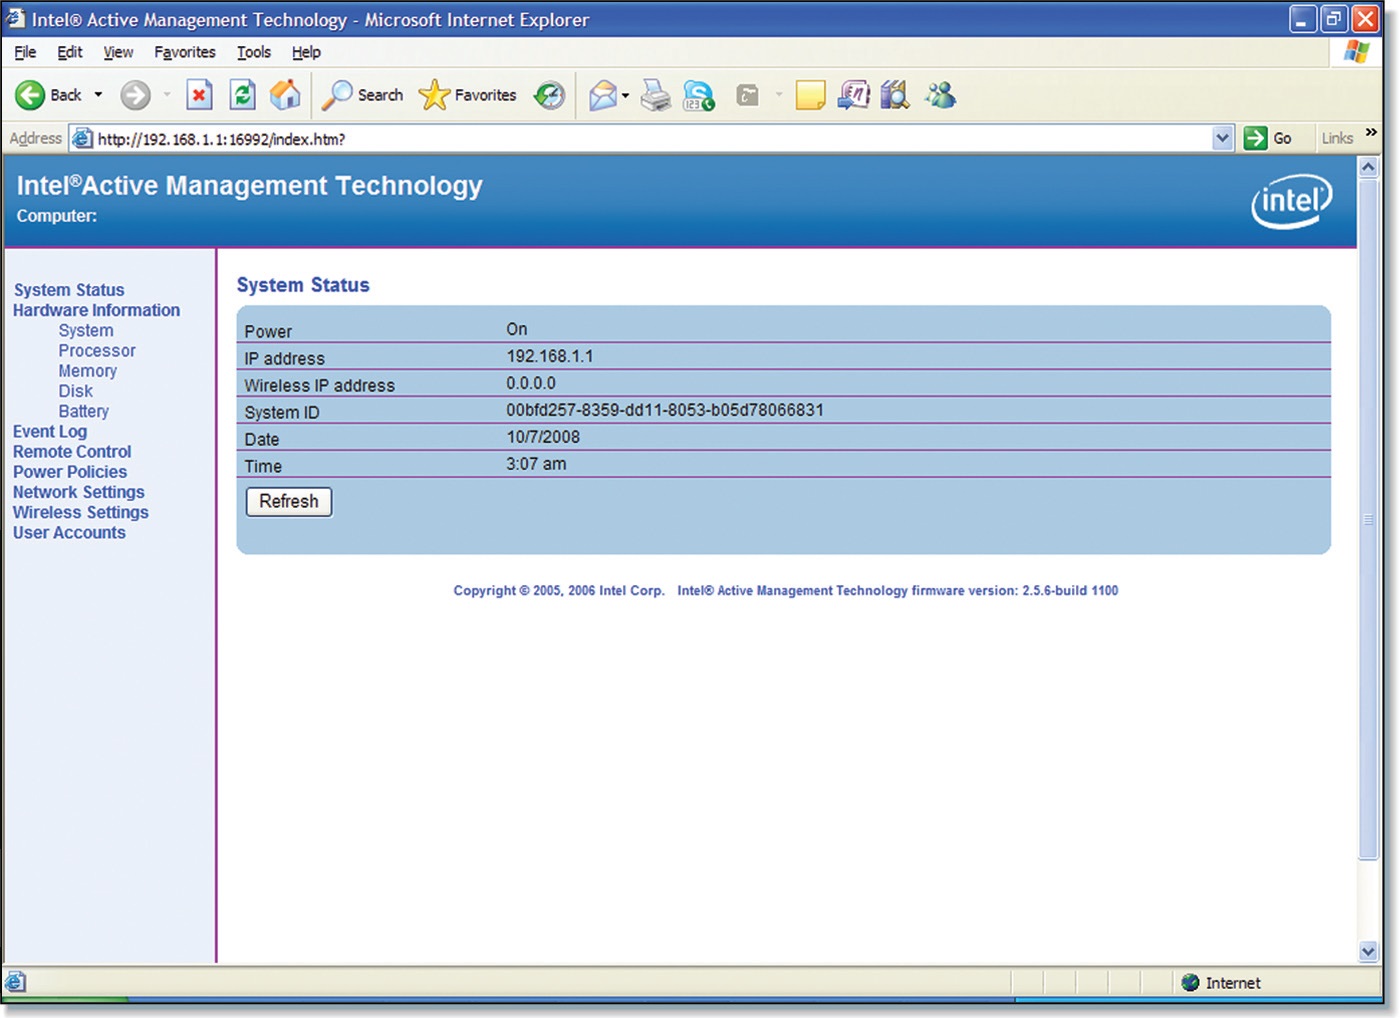 Intel® Active Management Technology - Microsoft Internet Explorer
File Edit View Favorites Tools Help
Back Search Favorites
Address http://192.168.1.1:16992/index.htm? Go Links »
Intel®Active Management Technology
Computer:
intel®
System Status
Hardware Information
System
Processor
Memory
Disk
Battery
Event Log
Remote Control
Power Policies
Network Settings
Wireless Settings
User Accounts
System Status
Power On
IP address 192.168.1.1
Wireless IP address 0.0.0.0
System ID 00bfd257-8359-dd11-8053-b05d78066831
Date 10/7/2008
Time 3:07 am
Refresh
Copyright © 2005, 2006 Intel Corp. Intel® Active Management Technology firmware version: 2.5.6-build 1100
Internet